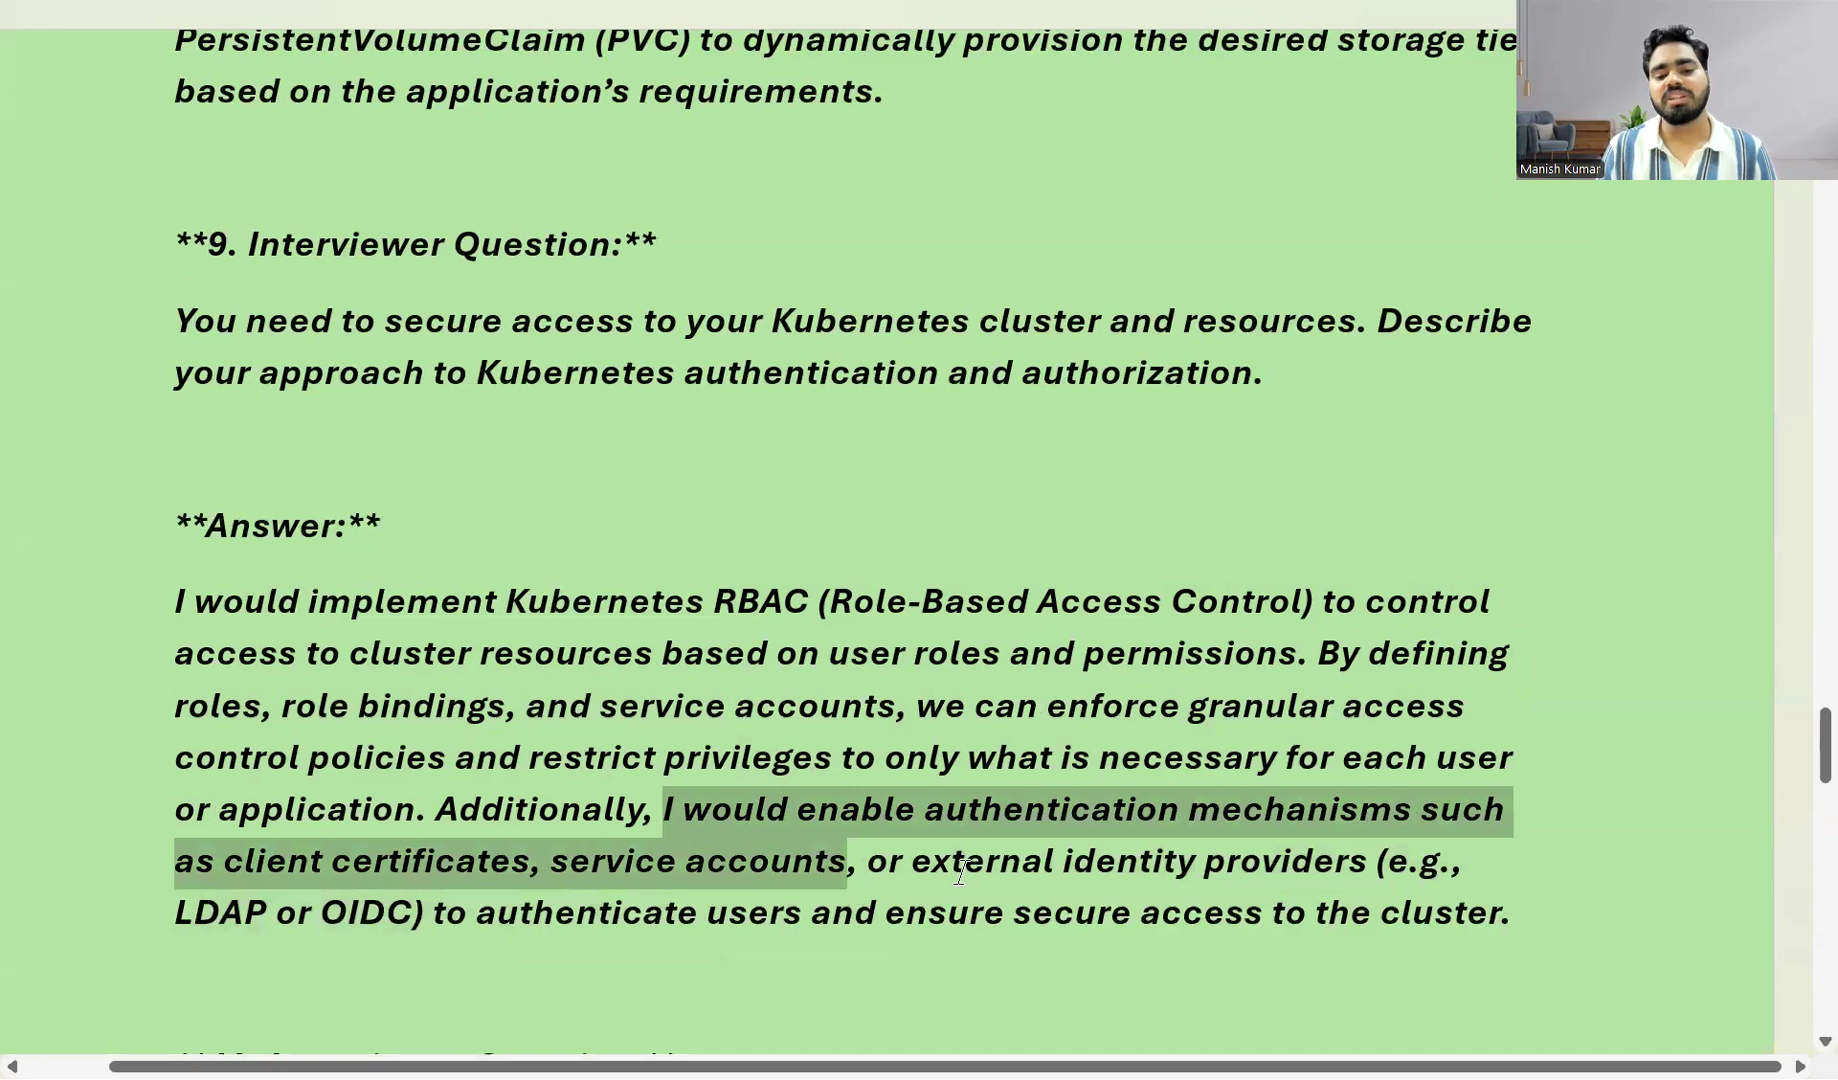 PersistentVolumeClaim (PVC) to dynamically provision the desired storage
based on the application’s requirements.
Manish Kumar
**9. Interviewer Question:**
You need to secure access to your Kubernetes cluster and resources. Describe
your approach to Kubernetes authentication and authorization.
**Answer:**
I would implement Kubernetes RBAC (Role-Based Access Control) to control
access to cluster resources based on user roles and permissions. By defining
roles, role bindings, and service accounts, we can enforce granular access
control policies and restrict privileges to only what is necessary for each user
or application. Additionally, I would enable authentication mechanisms such
as client certificates, service accounts, or external identity providers (e.g.,
LDAP or OIDC) to authenticate users and ensure secure access to the cluster.